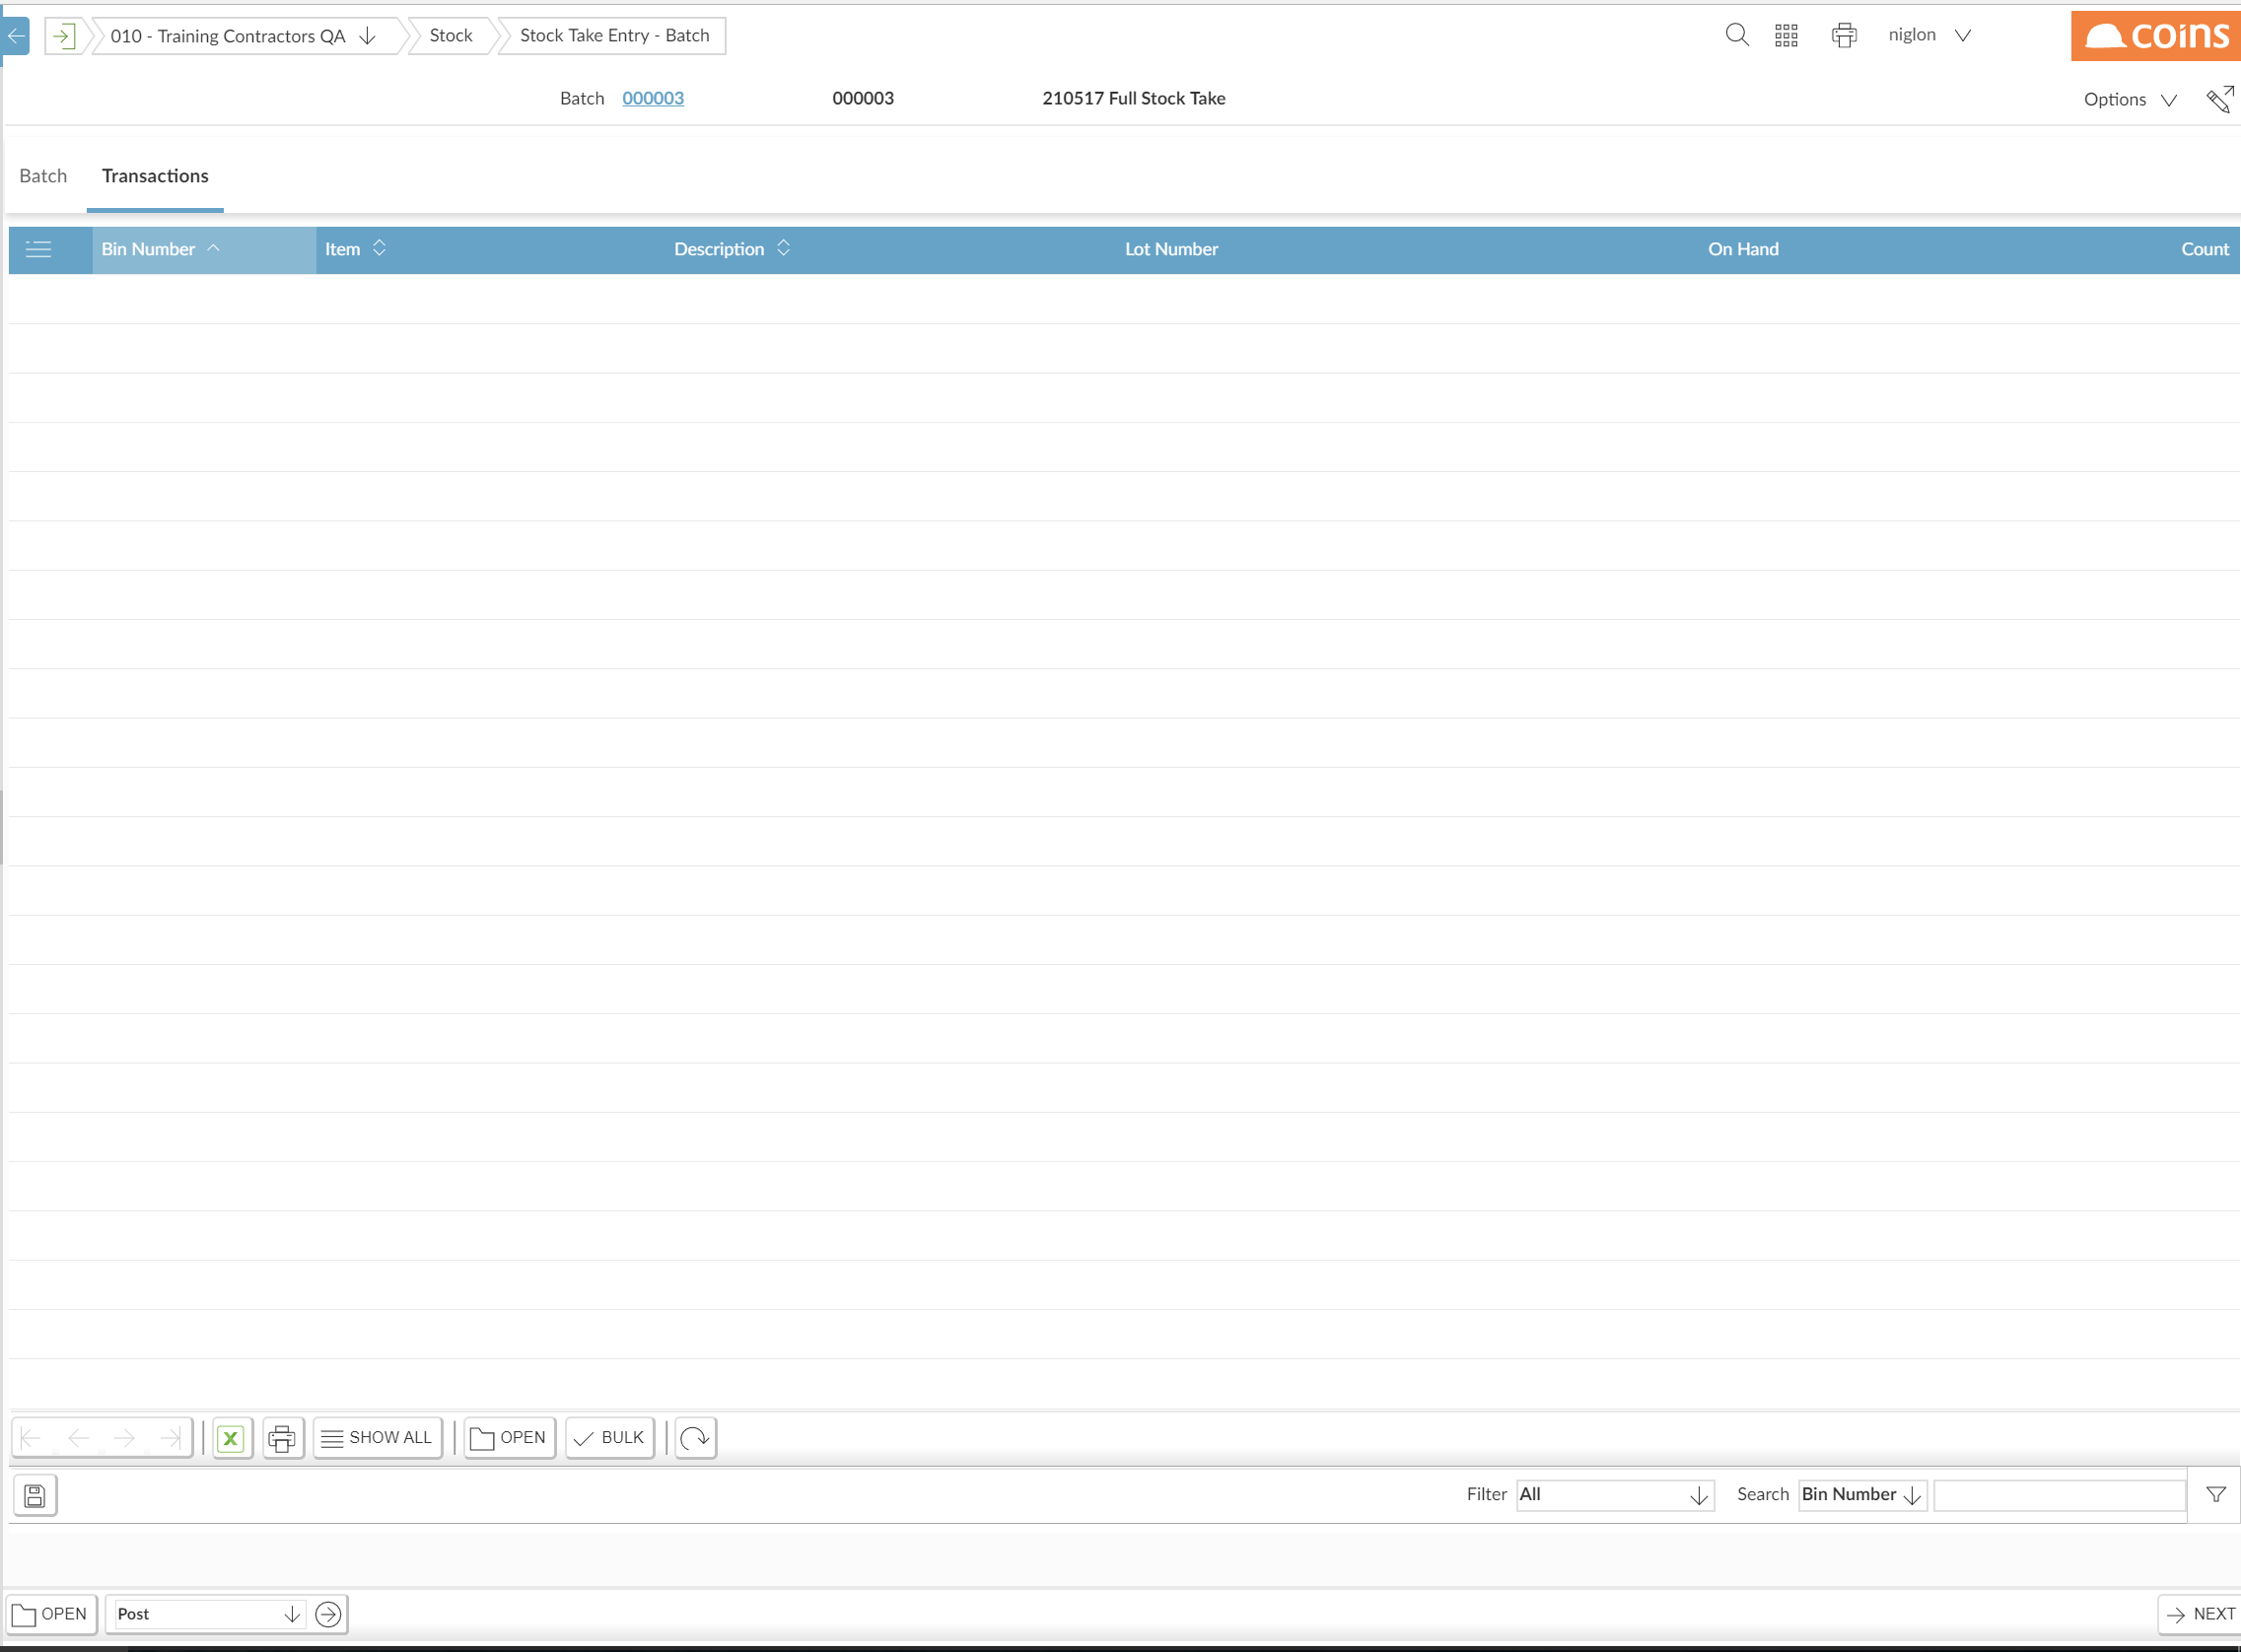 010 - Training Contractors QA Stock Stock Take Entry - Batch niglon coins
Batch 000003 000003 210517 Full Stock Take Options
Batch Transactions
Bin Number Item Description Lot Number On Hand Count
SHOW ALL OPEN BULK
Filter All Search Bin Number
OPEN Post NEXT